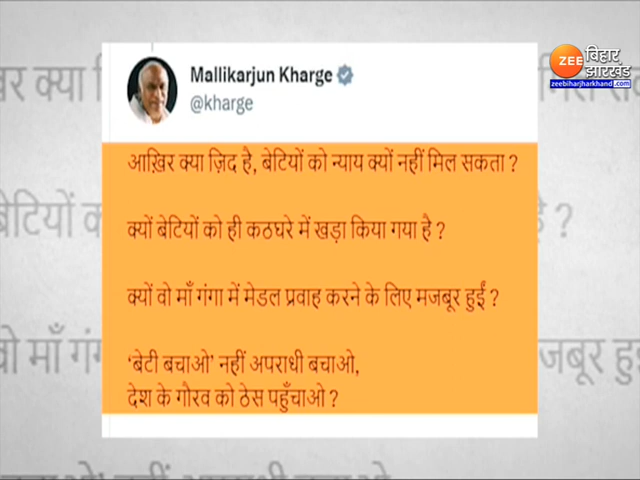 ZEE बिहार झारखंड
zeebiharjharkhand.com
Mallikarjun Kharge
@kharge
आख़िर क्या ज़िद है, बेटियों को न्याय क्यों नहीं मिल सकता ?
क्यों बेटियों को ही कठघरे में खड़ा किया गया है ?
क्यों वो माँ गंगा में मेडल प्रवाह करने के लिए मजबूर हुईं ?
‘बेटी बचाओ’ नहीं अपराधी बचाओ,
देश के गौरव को ठेस पहुँचाओ ?